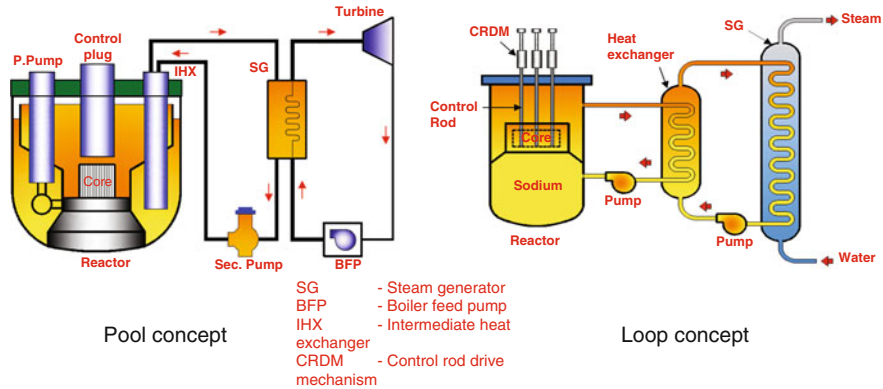 Turbine
Control
plug
P.Pump
IHX
SG
Core
Reactor
Sec. Pump
BFP
SG
Steam
CRDM
Heat
exchanger
Control
Rod
Core
Sodium
Pump
Pump
Reactor
Water
SG - Steam generator
BFP - Boiler feed pump
IHX - Intermediate heat
exchanger
CRDM - Control rod drive
mechanism
Pool concept
Loop concept